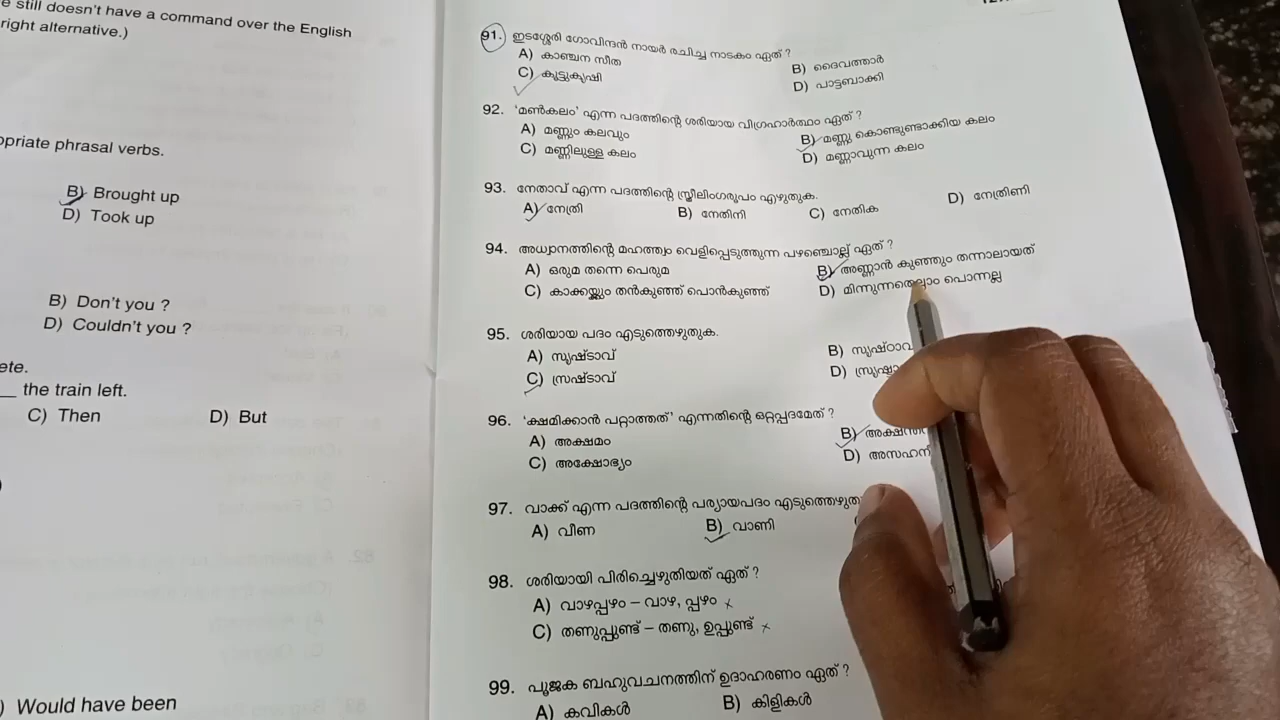 e still doesn't have a command over the English
right alternative.)
opriate phrasal verbs.
B) Brought up
D) Took up
B) Don't you ?
D) Couldn't you ?
ete.
__ the train left.
C) Then D) But
) Would have been
91. ഇടശ്ശേരി ഗോവിന്ദൻ നായർ രചിച്ച നാടകം ഏത് ?
A) കാഞ്ചന സീത B) ദൈവത്താർ
C) കൂട്ടുകൃഷി D) പാട്ടബാക്കി
92. 'മൺകലം' എന്ന പദത്തിന്റെ ശരിയായ വിഗ്രഹാർത്ഥം ഏത് ?
A) മണ്ണും കലവും B) മണ്ണു കൊണ്ടുണ്ടാക്കിയ കലം
C) മണ്ണിലുള്ള കലം D) മണ്ണാവുന്ന കലം
93. നേതാവ് എന്ന പദത്തിന്റെ സ്ത്രീലിംഗരൂപം എഴുതുക.
A) നേത്രി B) നേതിനി C) നേതിക D) നേത്രിണി
94. അധ്വാനത്തിന്റെ മഹത്ത്വം വെളിപ്പെടുത്തുന്ന പഴഞ്ചൊല്ല് ഏത് ?
A) ഒരുമ തന്നെ പെരുമ B) അണ്ണാൻ കുഞ്ഞും തന്നാലായത്
C) കാക്കയ്ക്കും തൻകുഞ്ഞ് പൊൻകുഞ്ഞ് D) മിന്നുന്നതെല്ലാം പൊന്നല്ല
95. ശരിയായ പദം എടുത്തെഴുതുക.
A) സൃഷ്ടാവ് B) സൃഷ്ഠാവ
C) സ്രഷ്ടാവ് D)
96. 'ക്ഷമിക്കാൻ പറ്റാത്തത്' എന്നതിന്റെ ഒറ്റപ്പദമേത് ?
A) അക്ഷമം B)
C) അക്ഷോഭ്യം D) അസഹനീ
97. വാക്ക് എന്ന പദത്തിന്റെ പര്യായപദം എടുത്തെഴുതു
A) വീണ B) വാണി
98. ശരിയായി പിരിച്ചെഴുതിയത് ഏത് ?
A) വാഴപ്പഴം – വാഴ, പ്പഴം x
C) തണുപ്പുണ്ട് – തണു, ഉപ്പുണ്ട് x
99. പൂജക ബഹുവചനത്തിന് ഉദാഹരണം ഏത് ?
A) കവികൾ B) കിളികൾ